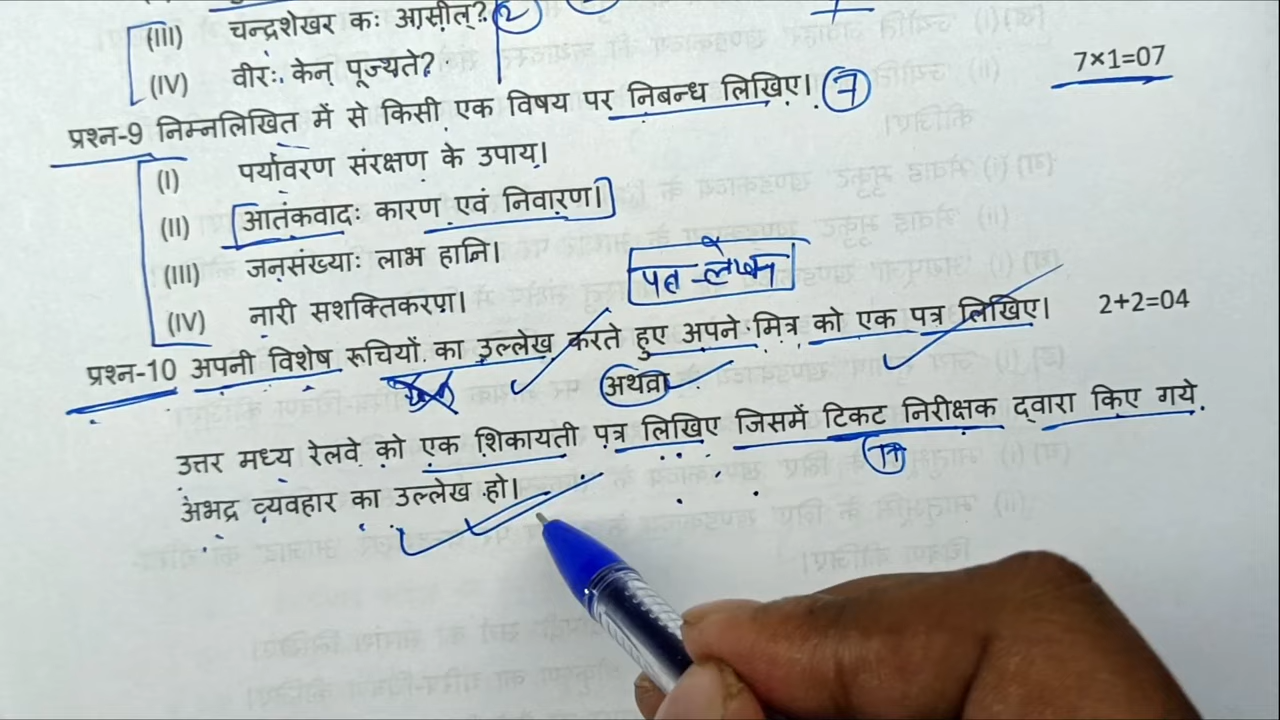 (III) चन्द्रशेखर कः आसीत्? 2
(IV) वीरः केन पूज्यते?
7×1=07
प्रश्न-9 निम्नलिखित में से किसी एक विषय पर निबन्ध लिखिए। 7
(I) पर्यावरण संरक्षण के उपाय।
(II) आतंकवादः कारण एवं निवारण।
(III) जनसंख्याः लाभ हानि।
पत्र-लेखन
(IV) नारी सशक्तिकरण।
प्रश्न-10 अपनी विशेष रूचियों का उल्लेख करते हुए अपने मित्र को एक पत्र लिखिए। 2+2=04
अथवा
उत्तर मध्य रेलवे को एक शिकायती पत्र लिखिए जिसमें टिकट निरीक्षक द्वारा किए गये
अभद्र व्यवहार का उल्लेख हो।